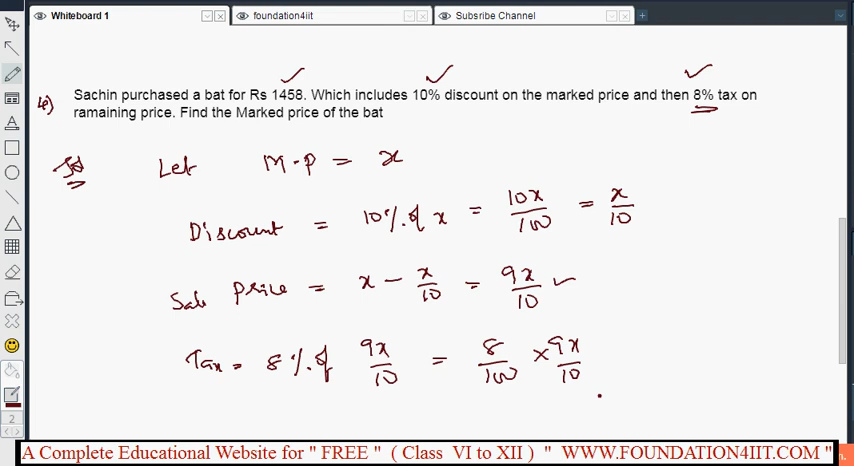 Whiteboard 1
foundation4iit
Subsribe Channel
4) Sachin purchased a bat for Rs 1458. Which includes 10% discount on the marked price and then 8% tax on
ramaining price. Find the Marked price of the bat
Sol Let M.P = x
Discount = 10% of x = 10x/100 = x/10
Sale price = x - x/10 = 9x/10
Tax = 8% of 9x/10 = 8/100 × 9x/10
2
A Complete Educational Website for " FREE " ( Class VI to XII ) " WWW.FOUNDATION4IIT.COM "